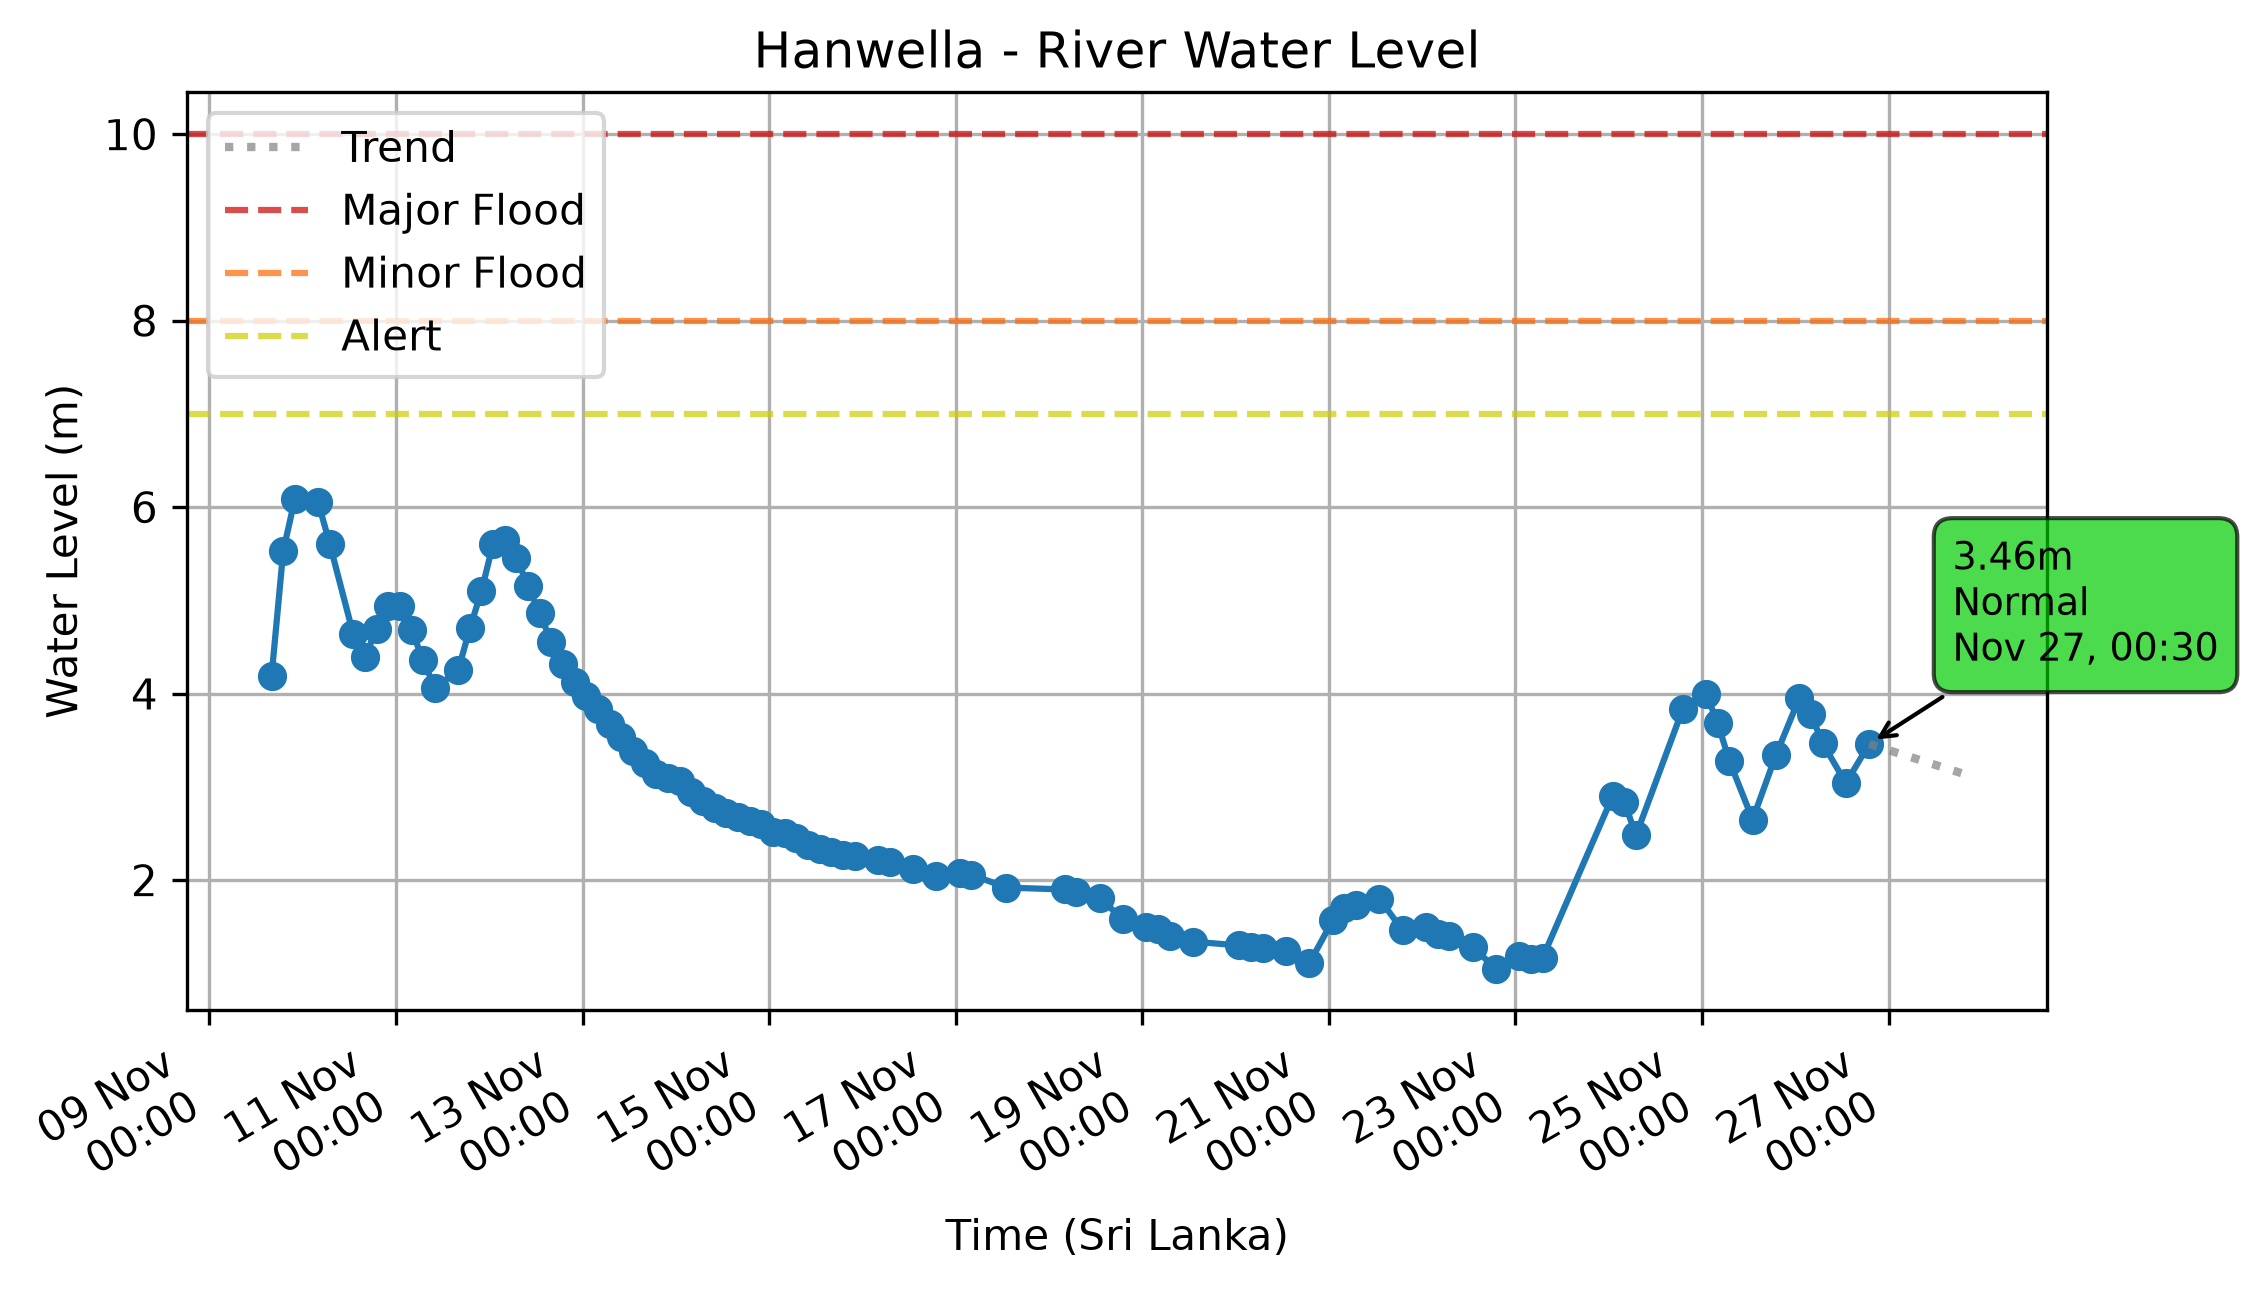 Hanwella - River Water Level
Trend
Major Flood
Minor Flood
Alert
10
8
6
4
2
Water Level (m)
3.46m
Normal
Nov 27, 00:30
09 Nov
00:00
11 Nov
00:00
13 Nov
00:00
15 Nov
00:00
17 Nov
00:00
19 Nov
00:00
21 Nov
00:00
23 Nov
00:00
25 Nov
00:00
27 Nov
00:00
Time (Sri Lanka)